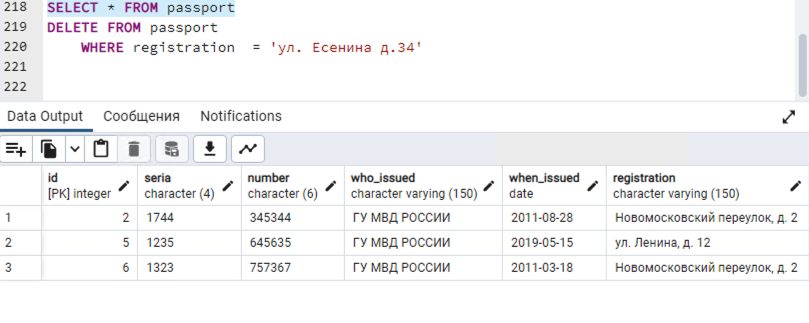 218 SELECT * FROM passport
219 DELETE FROM passport
220 WHERE registration = 'ул. Есенина д.34'
221
222
Data Output Сообщения Notifications
id seria number who_issued when_issued registration
[PK] integer character (4) character (6) character varying (150) date character varying (150)
1 2 1744 345344 ГУ МВД РОССИИ 2011-08-28 Новомосковский переулок, д. 2
2 5 1235 645635 ГУ МВД РОССИИ 2019-05-15 ул. Ленина, д. 12
3 6 1323 757367 ГУ МВД РОССИИ 2011-03-18 Новомосковский переулок, д. 2